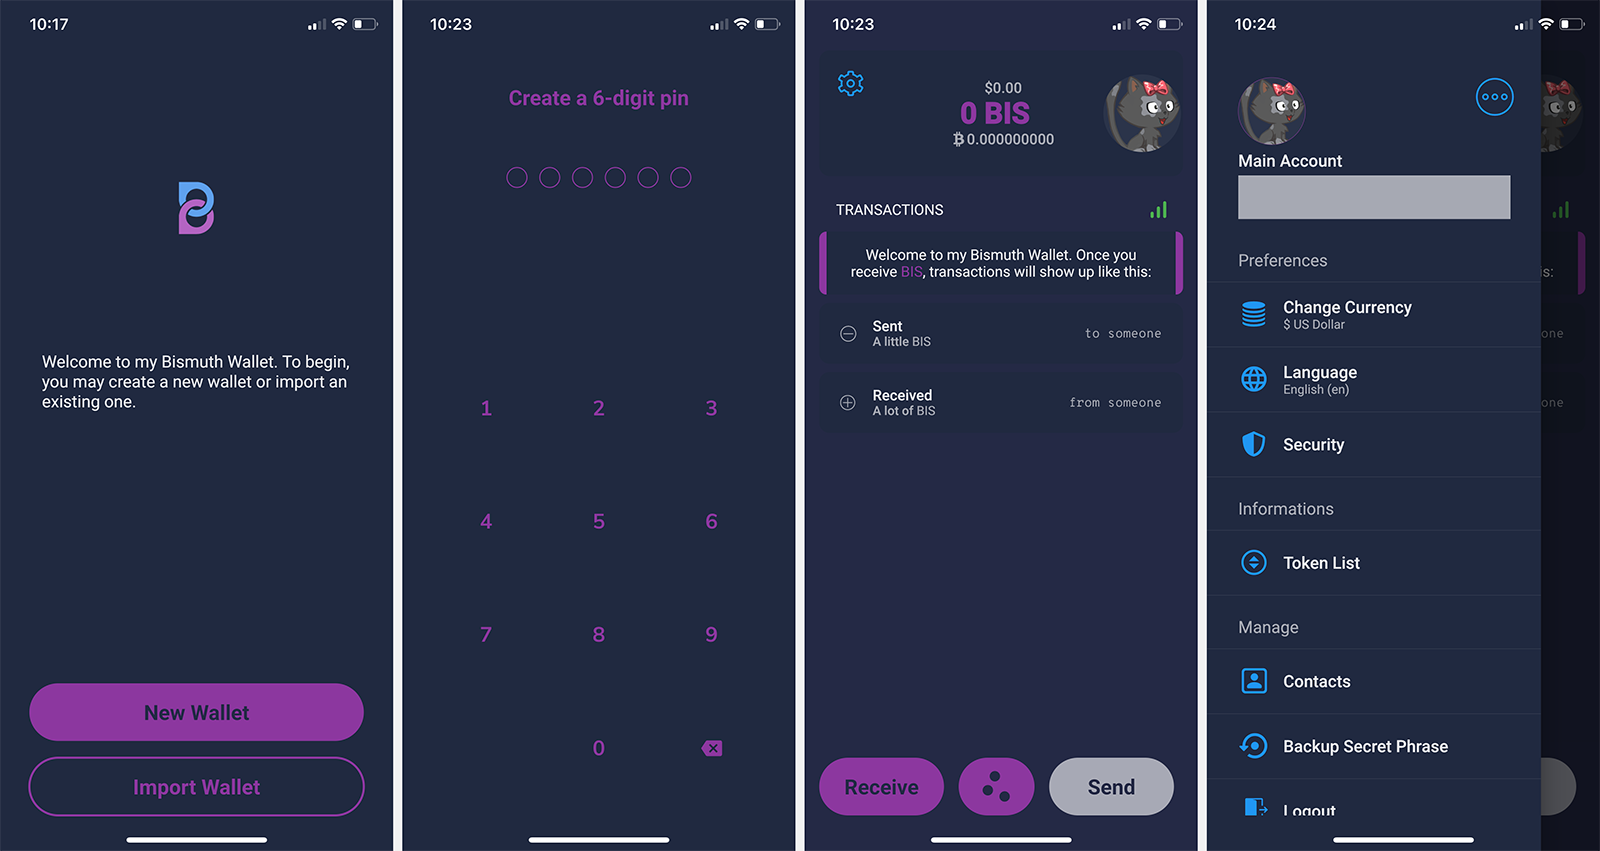 10:17
Welcome to my Bismuth Wallet. To begin,
you may create a new wallet or import an
existing one.
New Wallet
Import Wallet
10:23
Create a 6-digit pin
1 2 3
4 5 6
7 8 9
0
10:23
$0.00
0 BIS
₿0.000000000
TRANSACTIONS
Welcome to my Bismuth Wallet. Once you
receive BIS, transactions will show up like this:
Sent
A little BIS
to someone
Received
A lot of BIS
from someone
Receive
Send
10:24
Main Account
Preferences
Change Currency
$ US Dollar
Language
English (en)
Security
Informations
Token List
Manage
Contacts
Backup Secret Phrase
Logout
is:
one
one